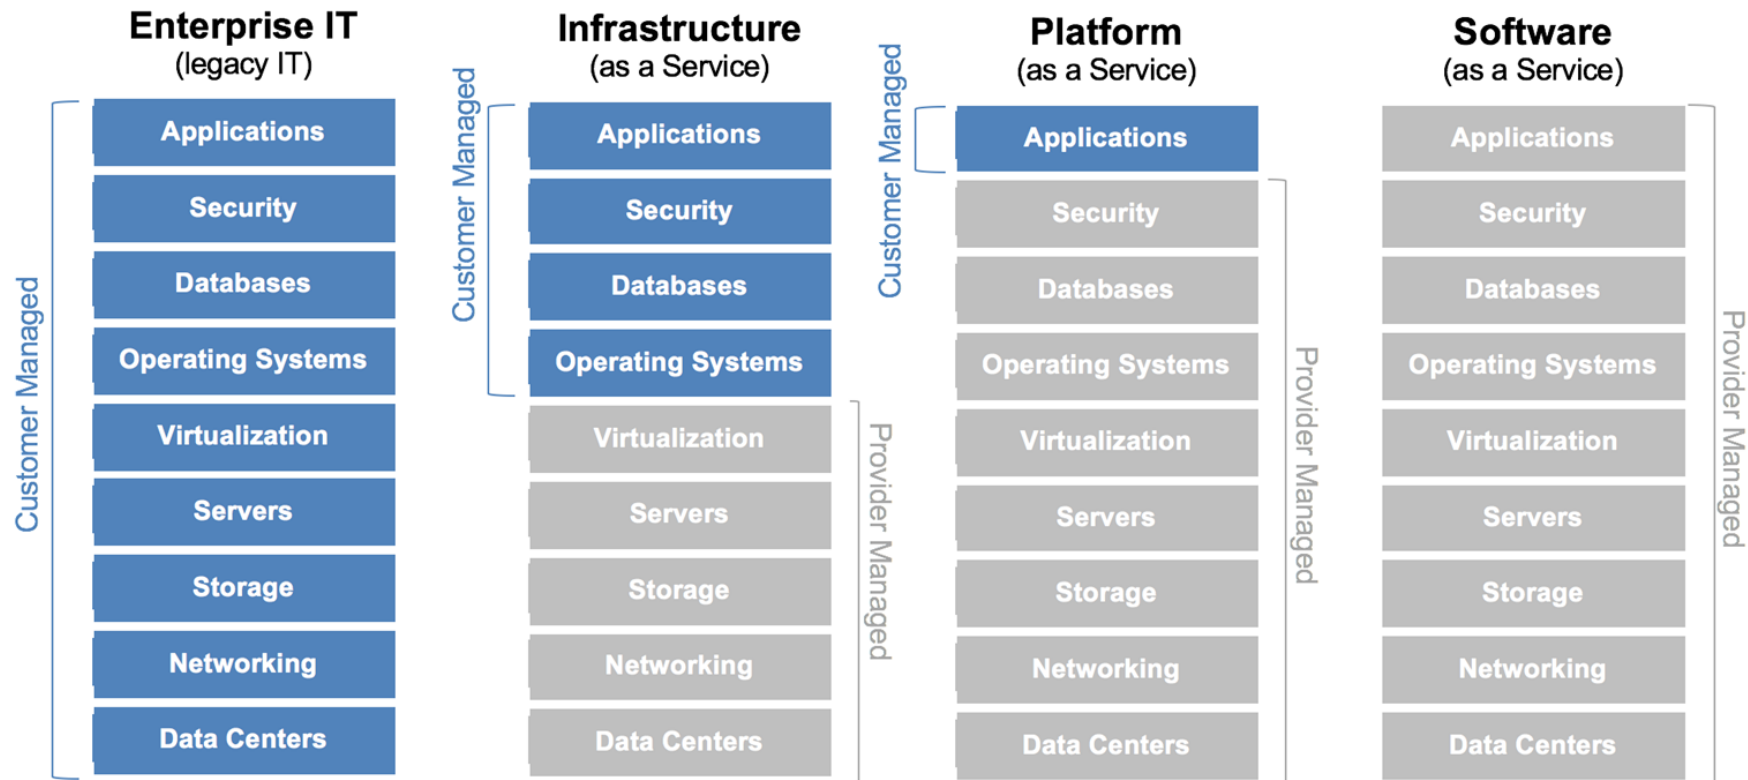 Enterprise IT
(legacy IT)
Customer Managed
Applications
Security
Databases
Operating Systems
Virtualization
Servers
Storage
Networking
Data Centers
Infrastructure
(as a Service)
Customer Managed
Applications
Security
Databases
Operating Systems
Virtualization
Servers
Storage
Networking
Data Centers
Provider Managed
Platform
(as a Service)
Customer Managed
Applications
Security
Databases
Operating Systems
Virtualization
Servers
Storage
Networking
Data Centers
Provider Managed
Software
(as a Service)
Applications
Security
Databases
Operating Systems
Virtualization
Servers
Storage
Networking
Data Centers
Provider Managed